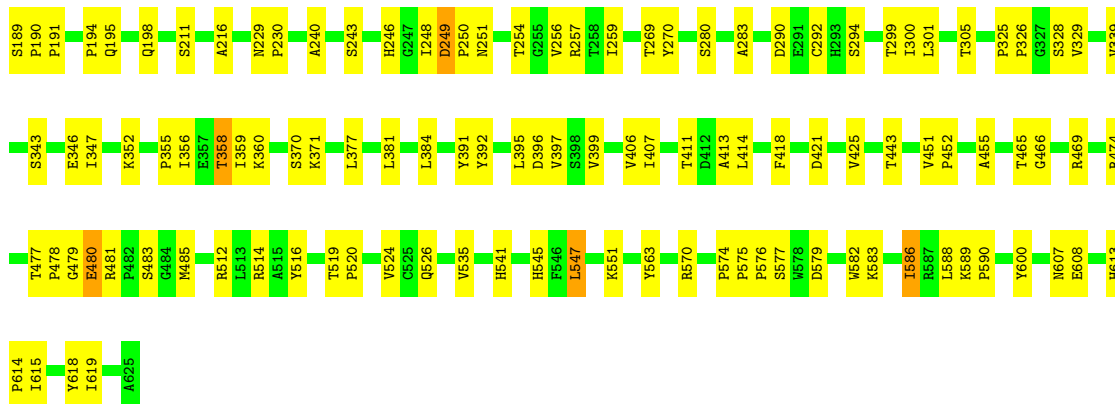 S189 P190 P191 P194 Q195 Q198 S211 A216 N229 P230 A240 S243 H246 G247 I248 D249 P250 N251 T254 G255 V256 R257 T258 I259 T269 Y270 S280 A283 D290 E291 C292 H293 S294 T299 I300 L301 T305 P325 P326 G327 S328 V329
S343 E346 I347 K352 P355 I356 E357 T358 I359 K360 S370 K371 L377 L381 L384 Y391 Y392 L395 D396 V397 S398 V399 V406 I407 T411 D412 A413 L414 F418 D421 V425 T443 V451 P452 A455 T465 G466 R469
T477 P478 G479 E480 R481 P482 S483 G484 M485 R512 L513 R514 A515 Y516 T519 P520 V524 C525 Q526 V535 H541 H545 F546 L547 K551 Y563 R570 P574 P575 P576 S577 W578 D579 W582 K583 I586 R587 L588 K589 P590 Y600 N607 E608
P614 I615 Y618 I619 A625